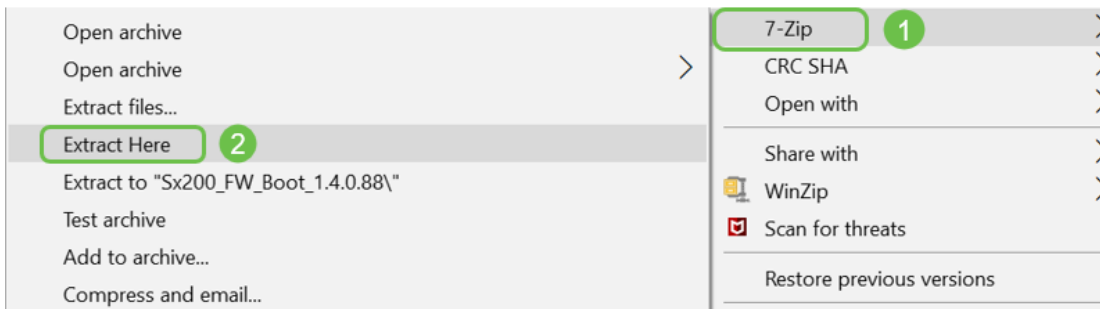 Open archive
Open archive
Extract files...
Extract Here
2
Extract to "Sx200_FW_Boot_1.4.0.88\"
Test archive
Add to archive...
Compress and email...
7-Zip
1
CRC SHA
Open with
Share with
WinZip
Scan for threats
Restore previous versions